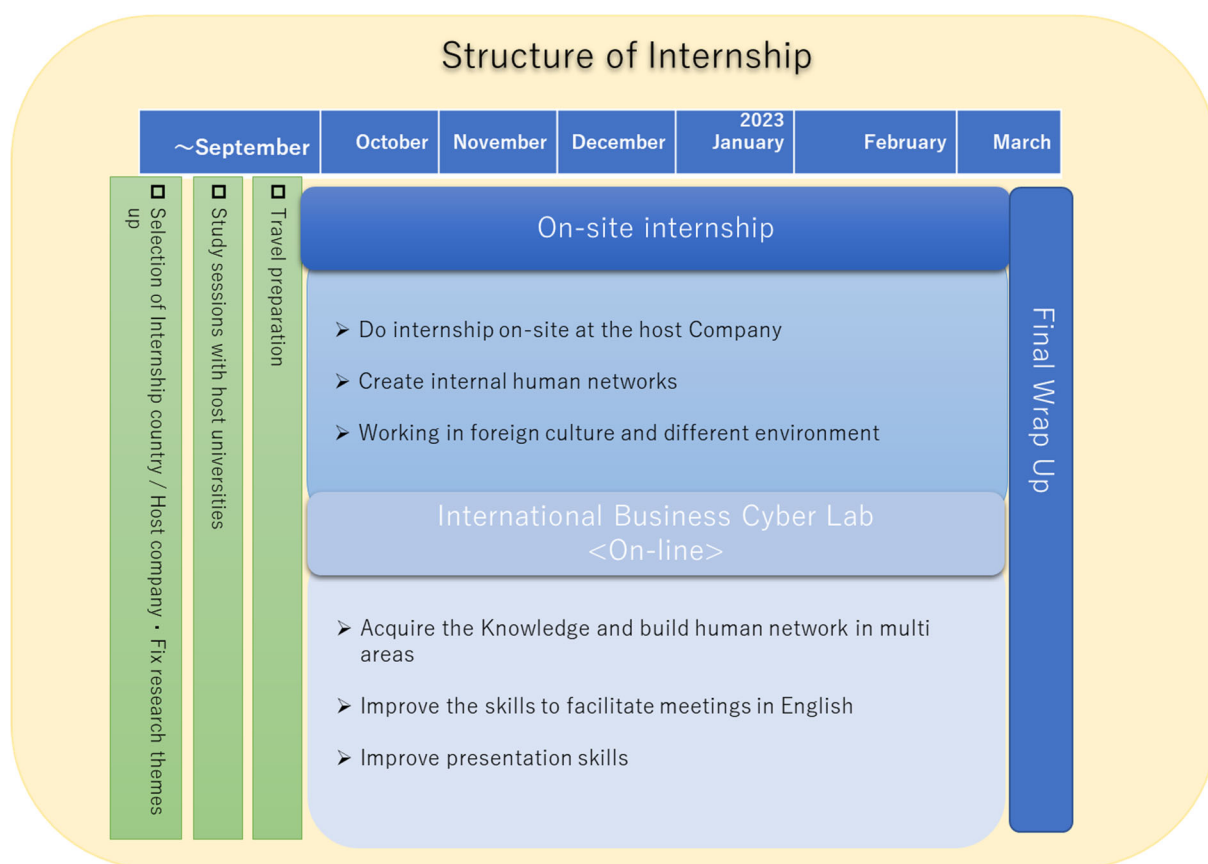 Structure of Internship
～September
October
November
December
2023
January
February
March
Selection of Internship country / Host company・Fix research themes
up
Study sessions with host universities
Travel preparation
On-site internship
➢ Do internship on-site at the host Company
➢ Create internal human networks
➢ Working in foreign culture and different environment
International Business Cyber Lab
<On-line>
➢ Acquire the Knowledge and build human network in multi
areas
➢ Improve the skills to facilitate meetings in English
➢ Improve presentation skills
Final Wrap Up